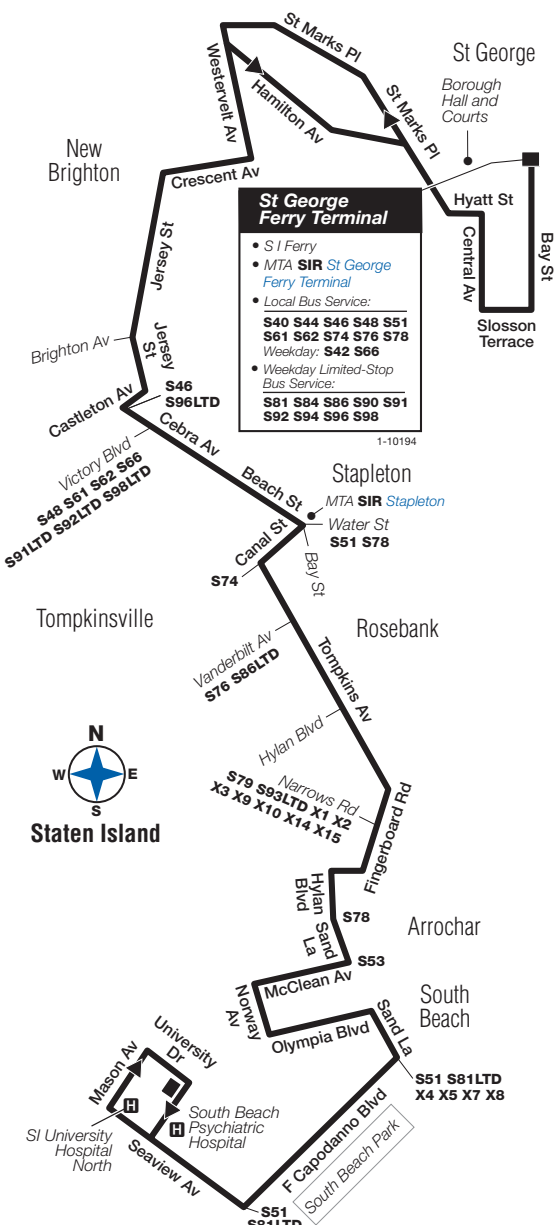 St Marks Pl
St George
Westervelt Av
Hamilton Av
St Marks Pl
Borough
Hall and
Courts
New
Brighton
Crescent Av
St George
Ferry Terminal
• S I Ferry
• MTA SIR St George
Ferry Terminal
• Local Bus Service:
S40 S44 S46 S48 S51
S61 S62 S74 S76 S78
Weekday: S42 S66
• Weekday Limited-Stop
Bus Service:
S81 S84 S86 S90 S91
S92 S94 S96 S98
1-10194
Hyatt St
Central Av
Bay St
Slosson
Terrace
Jersey St
Brighton Av
Jersey
St
Castleton Av
S46
S96LTD
Cebra Av
Victory Blvd
S48 S61 S62 S66
S91LTD S92LTD S98LTD
Beach St
Stapleton
MTA SIR Stapleton
Water St
S51 S78
Canal St
Bay St
S74
Tompkinsville
Rosebank
Vanderbilt Av
S76 S86LTD
Tompkins Av
Hylan Blvd
N
W
E
S
Staten Island
Narrows Rd
S79 S93LTD X1 X2
X3 X9 X10 X14 X15
Fingerboard Rd
Hylan
Blvd
S78
Sand
La
Arrochar
S53
McClean Av
Norway
Av
South
Beach
Olympia Blvd
Sand La
University
Dr
Mason Av
S51 S81LTD
X4 X5 X7 X8
H
SI University
Hospital
North
H
South Beach
Psychiatric
Hospital
F Capodanno Blvd
South Beach Park
Seaview Av
S51
S81LTD